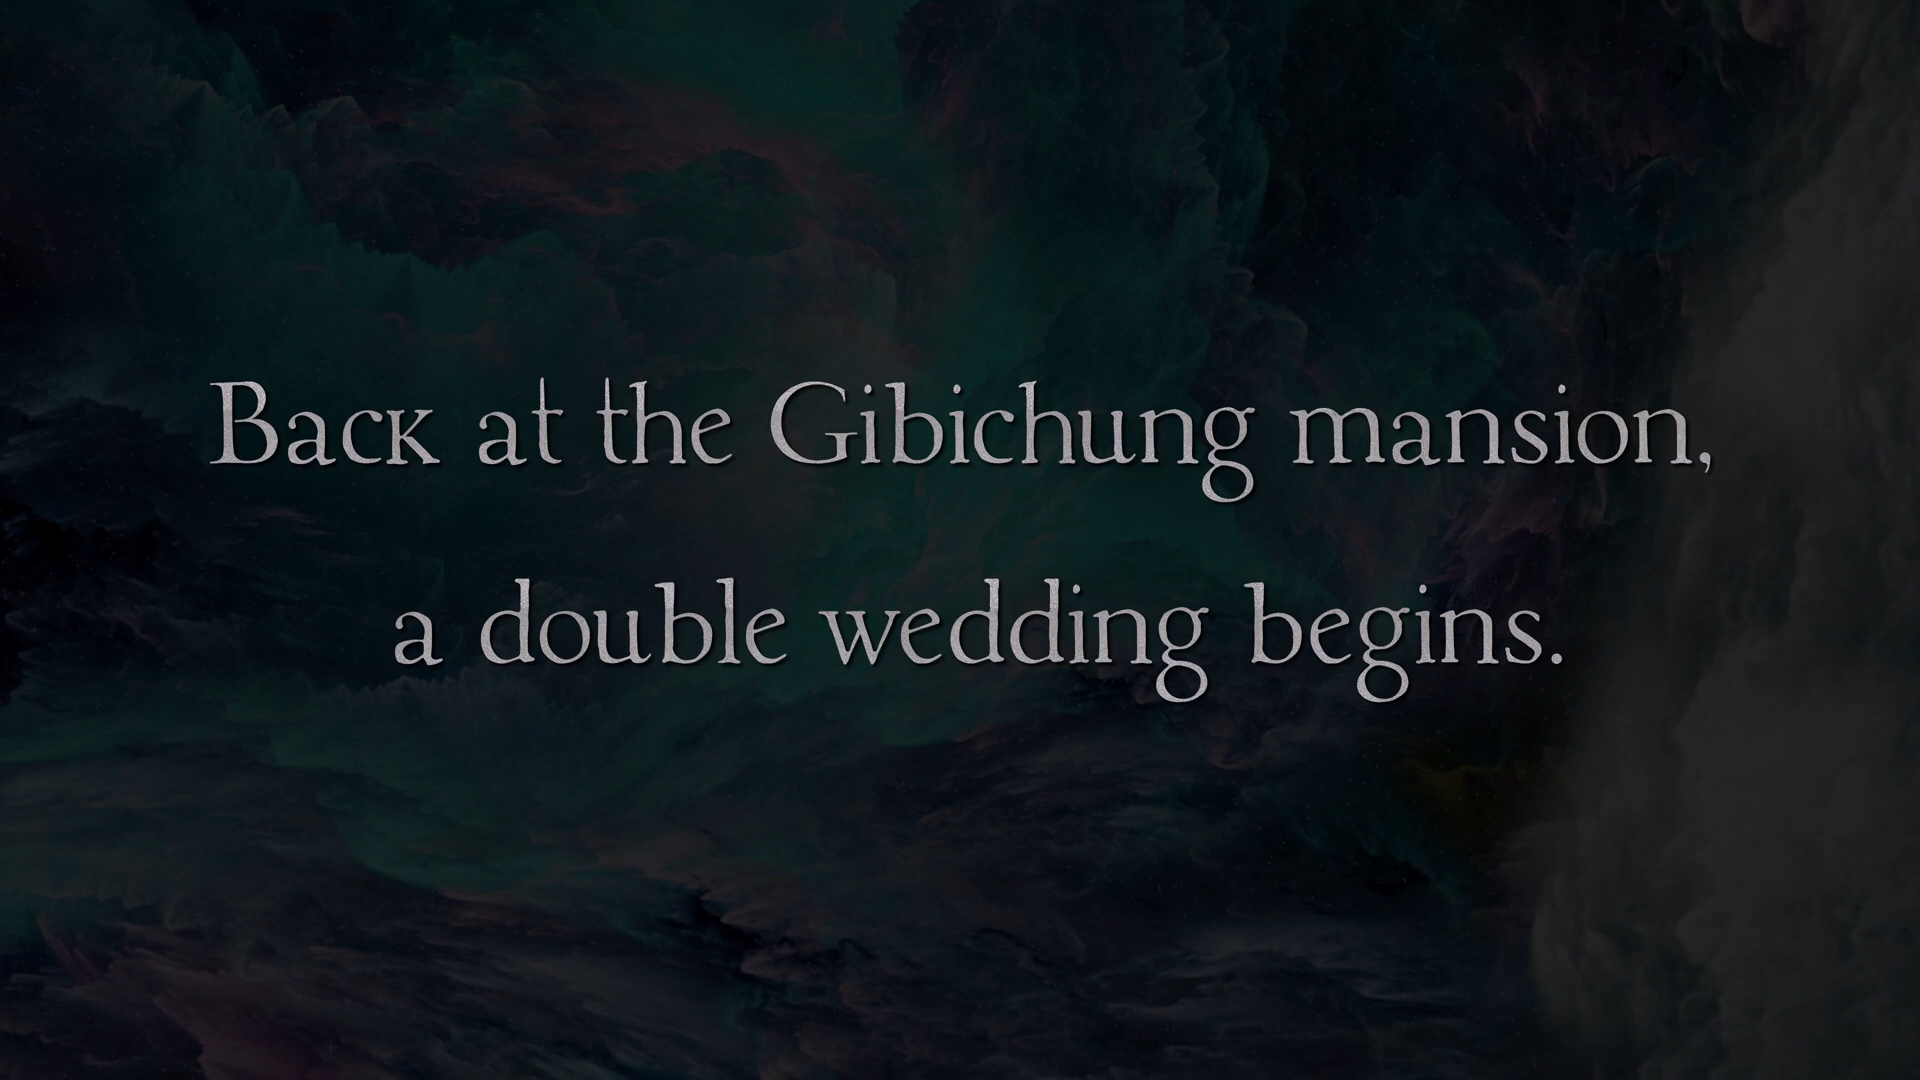 Back at the Gibichung mansion,
a double wedding begins.